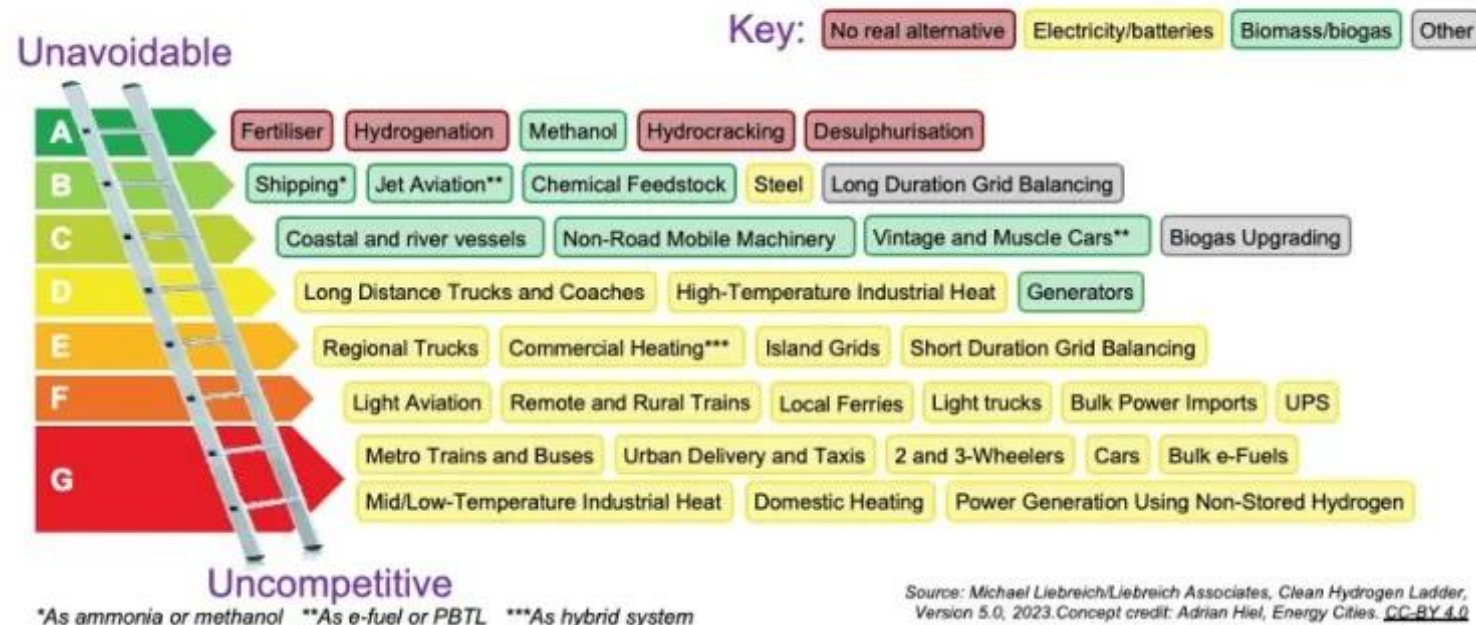 Key: No real alternative Electricity/batteries Biomass/biogas Other
Unavoidable
A Fertiliser Hydrogenation Methanol Hydrocracking Desulphurisation
B Shipping* Jet Aviation** Chemical Feedstock Steel Long Duration Grid Balancing
C Coastal and river vessels Non-Road Mobile Machinery Vintage and Muscle Cars** Biogas Upgrading
D Long Distance Trucks and Coaches High-Temperature Industrial Heat Generators
E Regional Trucks Commercial Heating*** Island Grids Short Duration Grid Balancing
F Light Aviation Remote and Rural Trains Local Ferries Light trucks Bulk Power Imports UPS
G Metro Trains and Buses Urban Delivery and Taxis 2 and 3-Wheelers Cars Bulk e-Fuels
Mid/Low-Temperature Industrial Heat Domestic Heating Power Generation Using Non-Stored Hydrogen
Uncompetitive
*As ammonia or methanol **As e-fuel or PBTL ***As hybrid system
Source: Michael Liebreich/Liebreich Associates, Clean Hydrogen Ladder,
Version 5.0, 2023.Concept credit: Adrian Hiel, Energy Cities. CC-BY 4.0